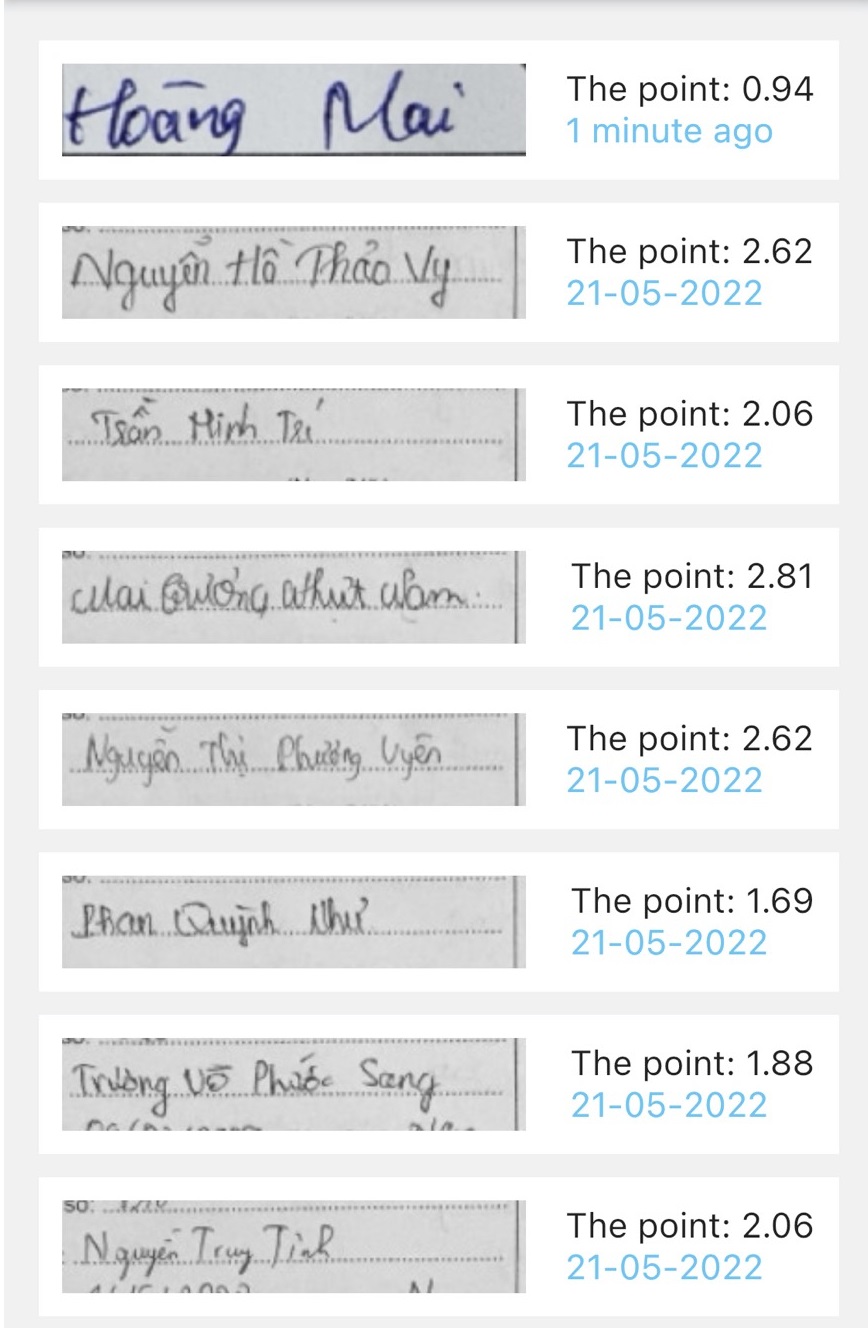 Hoàng Mai
The point: 0.94
1 minute ago
Nguyễn Hồ Thảo Vy
The point: 2.62
21-05-2022
Trần Minh Trí
The point: 2.06
21-05-2022
Mai Nhựt Nam
The point: 2.81
21-05-2022
Nguyễn Thị Phương Uyên
The point: 2.62
21-05-2022
Phan Quỳnh Như
The point: 1.69
21-05-2022
Trương Võ Phước Sang
The point: 1.88
21-05-2022
số:
Nguyễn Truy Tình
The point: 2.06
21-05-2022